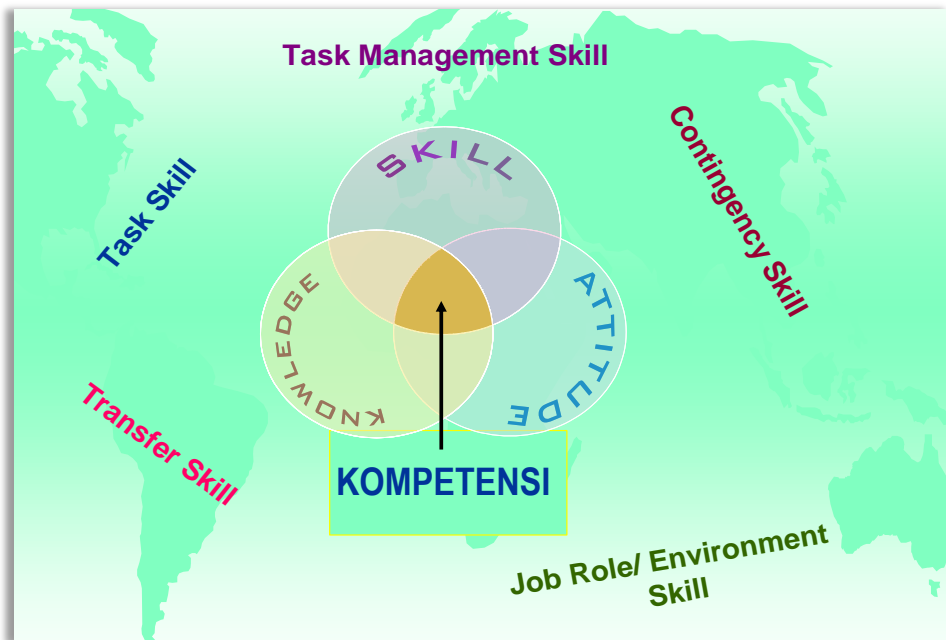 Task Management Skill
Contingency Skill
Task Skill
SKILL
KNOWLEDGE
ATTITUDE
Transfer Skill
KOMPETENSI
Job Role/ Environment
Skill